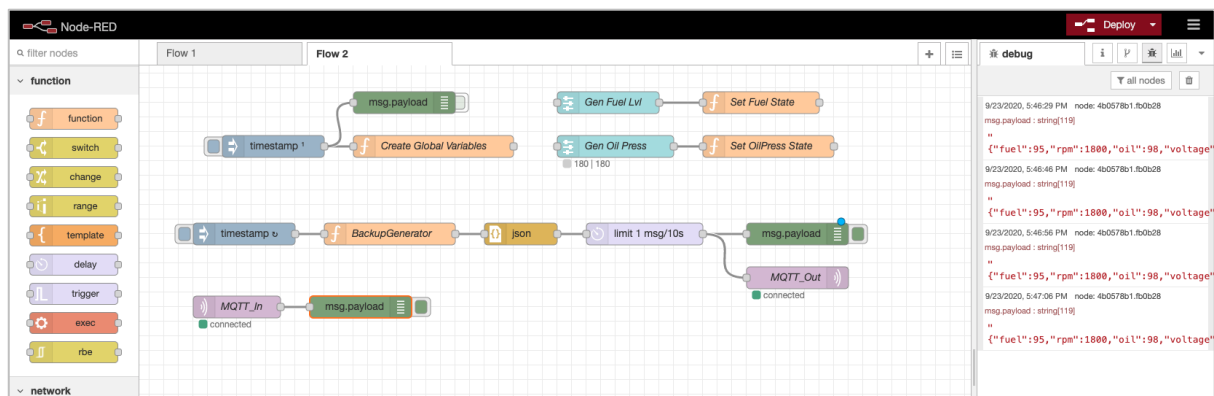 Node-RED
Deploy
filter nodes
Flow 1
Flow 2
debug
i
all nodes
function
function
switch
change
range
template
delay
trigger
exec
rbe
network
msg.payload
timestamp ¹
Create Global Variables
Gen Fuel Lvl
Set Fuel State
Gen Oil Press
Set OilPress State
180 | 180
timestamp ↻
BackupGenerator
json
limit 1 msg/10s
msg.payload
MQTT_Out
connected
MQTT_In
msg.payload
connected
9/23/2020, 5:46:29 PM node: 4b0578b1.fb0b28
msg.payload : string[119]
"
{"fuel":95,"rpm":1800,"oil":98,"voltage"
9/23/2020, 5:46:46 PM node: 4b0578b1.fb0b28
msg.payload : string[119]
"
{"fuel":95,"rpm":1800,"oil":98,"voltage"
9/23/2020, 5:46:56 PM node: 4b0578b1.fb0b28
msg.payload : string[119]
"
{"fuel":95,"rpm":1800,"oil":98,"voltage"
9/23/2020, 5:47:06 PM node: 4b0578b1.fb0b28
msg.payload : string[119]
"
{"fuel":95,"rpm":1800,"oil":98,"voltage"